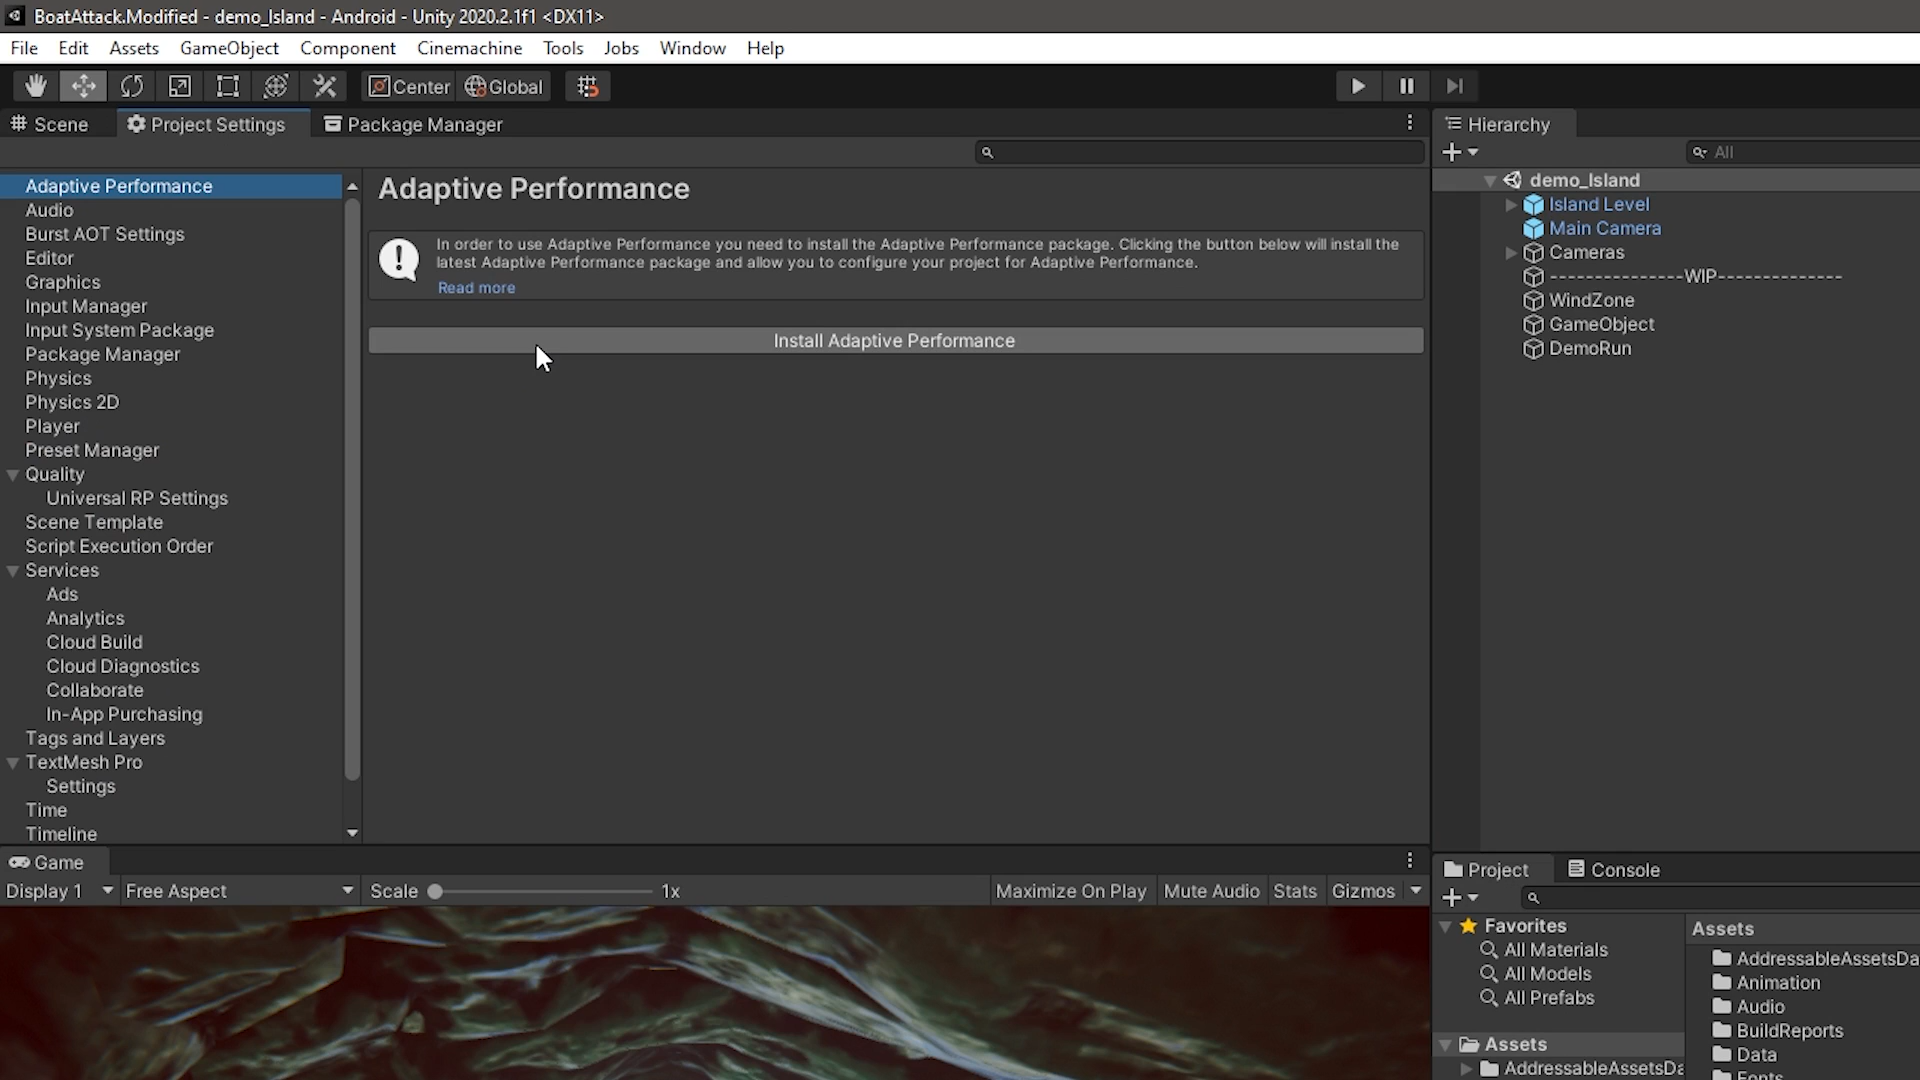 BoatAttack.Modified - demo_Island - Android - Unity 2020.2.1f1 <DX11>
File Edit Assets GameObject Component Cinemachine Tools Jobs Window Help
Center Global
Scene Project Settings Package Manager
Adaptive Performance
Audio
Burst AOT Settings
Editor
Graphics
Input Manager
Input System Package
Package Manager
Physics
Physics 2D
Player
Preset Manager
Quality
Universal RP Settings
Scene Template
Script Execution Order
Services
Ads
Analytics
Cloud Build
Cloud Diagnostics
Collaborate
In-App Purchasing
Tags and Layers
TextMesh Pro
Settings
Time
Timeline
Adaptive Performance
In order to use Adaptive Performance you need to install the Adaptive Performance package. Clicking the button below will install the
latest Adaptive Performance package and allow you to configure your project for Adaptive Performance.
Read more
Install Adaptive Performance
Hierarchy
All
demo_Island
Island Level
Main Camera
Cameras
---------------WIP--------------
WindZone
GameObject
DemoRun
Game
Display 1 Free Aspect Scale 1x Maximize On Play Mute Audio Stats Gizmos
Project Console
Favorites
All Materials
All Models
All Prefabs
Assets
AddressableAssetsDa
Assets
AddressableAssetsDa
Animation
Audio
BuildReports
Data
Fonts